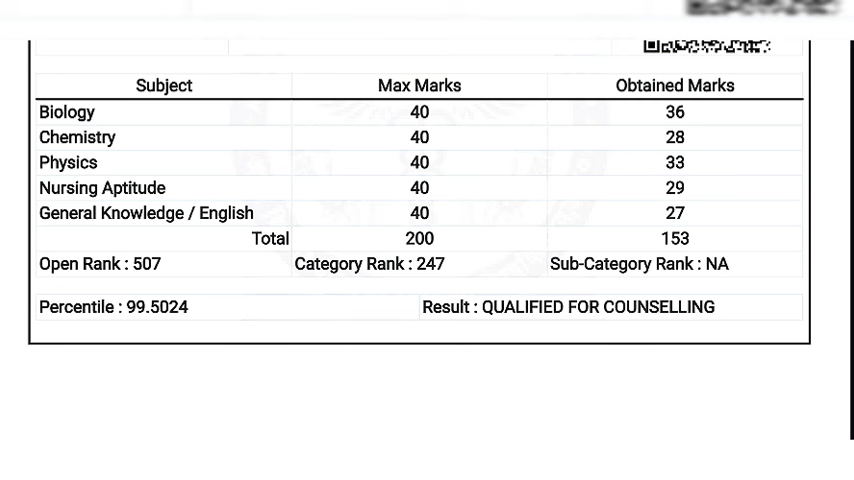 Subject Max Marks Obtained Marks
Biology 40 36
Chemistry 40 28
Physics 40 33
Nursing Aptitude 40 29
General Knowledge / English 40 27
Total 200 153
Open Rank : 507 Category Rank : 247 Sub-Category Rank : NA
Percentile : 99.5024 Result : QUALIFIED FOR COUNSELLING